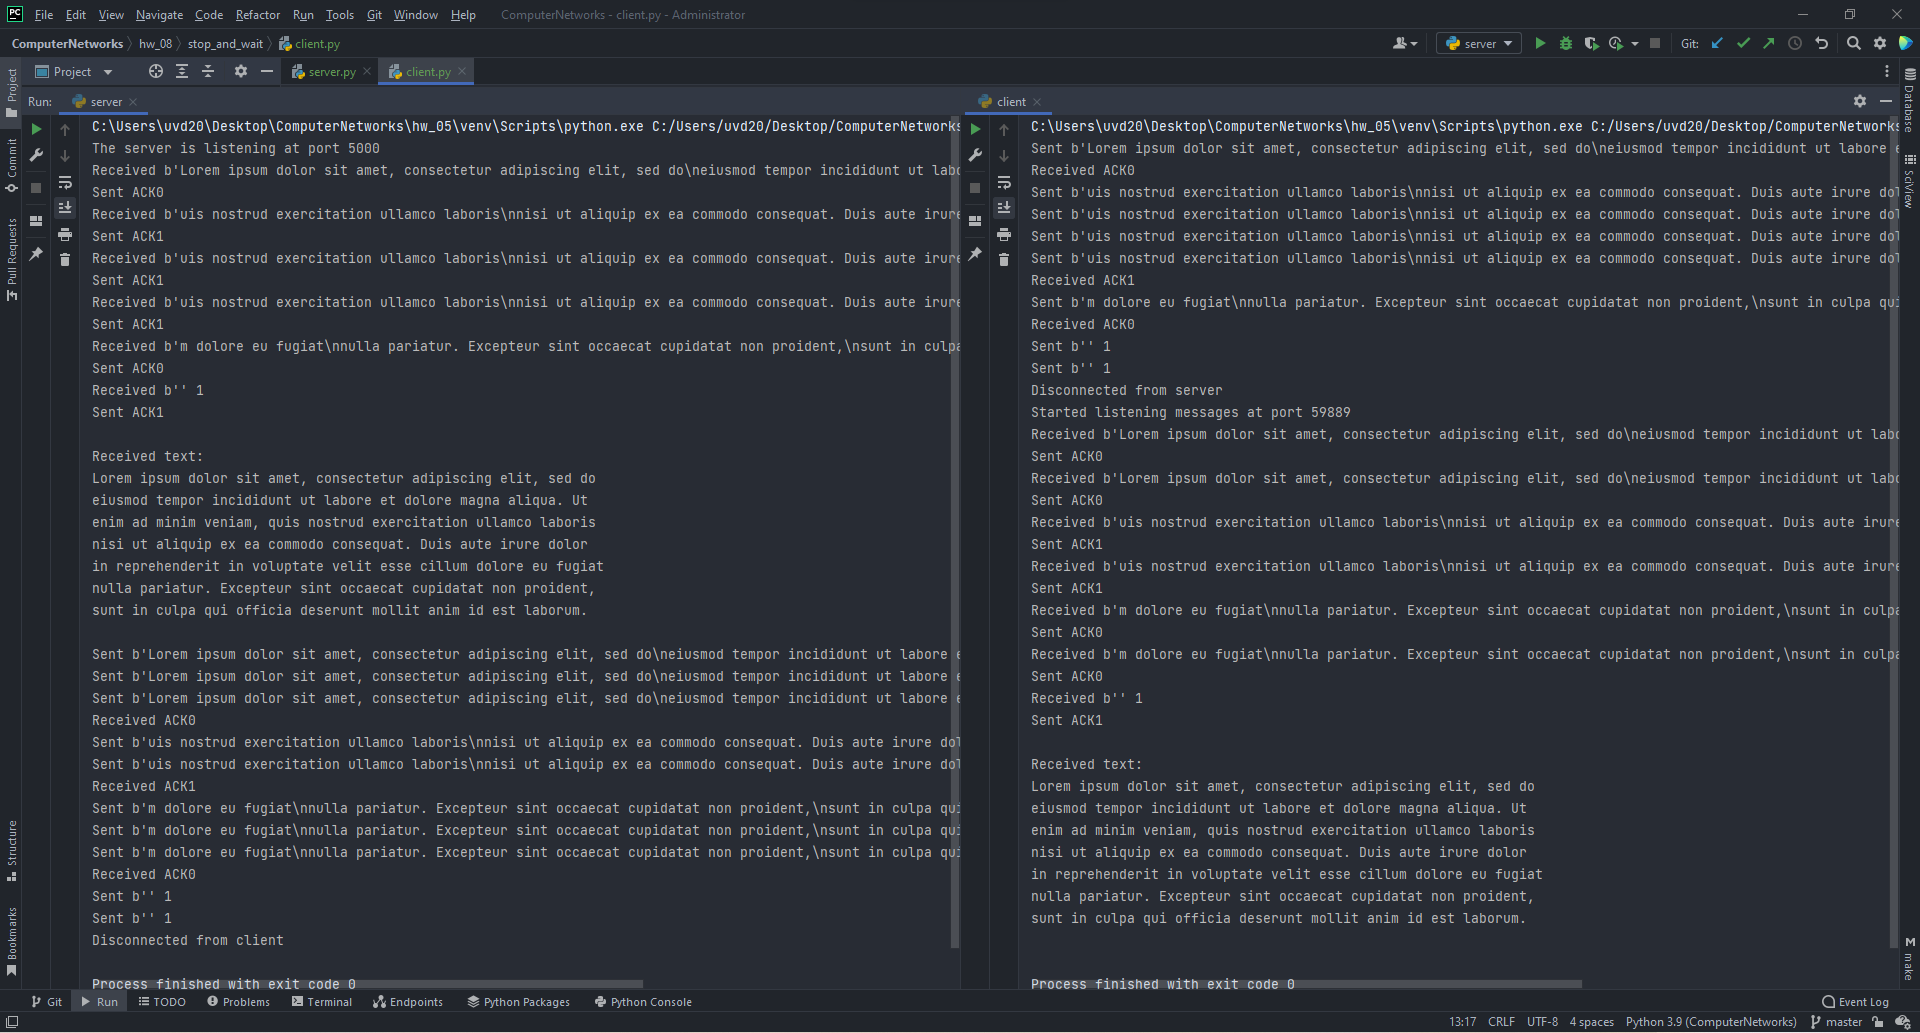 PC File Edit View Navigate Code Refactor Run Tools Git Window Help ComputerNetworks - client.py - Administrator
ComputerNetworks hw_08 stop_and_wait client.py server Git:
Project server.py client.py
Run: server
C:\Users\uvd20\Desktop\ComputerNetworks\hw_05\venv\Scripts\python.exe C:/Users/uvd20/Desktop/ComputerNetworks
The server is listening at port 5000
Received b'Lorem ipsum dolor sit amet, consectetur adipiscing elit, sed do\neiusmod tempor incididunt ut labo
Sent ACK0
Received b'uis nostrud exercitation ullamco laboris\nnisi ut aliquip ex ea commodo consequat. Duis aute irure
Sent ACK1
Received b'uis nostrud exercitation ullamco laboris\nnisi ut aliquip ex ea commodo consequat. Duis aute irure
Sent ACK1
Received b'uis nostrud exercitation ullamco laboris\nnisi ut aliquip ex ea commodo consequat. Duis aute irure
Sent ACK1
Received b'm dolore eu fugiat\nnulla pariatur. Excepteur sint occaecat cupidatat non proident,\nsunt in culpa
Sent ACK0
Received b'' 1
Sent ACK1
Received text:
Lorem ipsum dolor sit amet, consectetur adipiscing elit, sed do
eiusmod tempor incididunt ut labore et dolore magna aliqua. Ut
enim ad minim veniam, quis nostrud exercitation ullamco laboris
nisi ut aliquip ex ea commodo consequat. Duis aute irure dolor
in reprehenderit in voluptate velit esse cillum dolore eu fugiat
nulla pariatur. Excepteur sint occaecat cupidatat non proident,
sunt in culpa qui officia deserunt mollit anim id est laborum.
Sent b'Lorem ipsum dolor sit amet, consectetur adipiscing elit, sed do\neiusmod tempor incididunt ut labore e
Sent b'Lorem ipsum dolor sit amet, consectetur adipiscing elit, sed do\neiusmod tempor incididunt ut labore e
Sent b'Lorem ipsum dolor sit amet, consectetur adipiscing elit, sed do\neiusmod tempor incididunt ut labore e
Received ACK0
Sent b'uis nostrud exercitation ullamco laboris\nnisi ut aliquip ex ea commodo consequat. Duis aute irure dol
Sent b'uis nostrud exercitation ullamco laboris\nnisi ut aliquip ex ea commodo consequat. Duis aute irure dol
Received ACK1
Sent b'm dolore eu fugiat\nnulla pariatur. Excepteur sint occaecat cupidatat non proident,\nsunt in culpa qui
Sent b'm dolore eu fugiat\nnulla pariatur. Excepteur sint occaecat cupidatat non proident,\nsunt in culpa qui
Sent b'm dolore eu fugiat\nnulla pariatur. Excepteur sint occaecat cupidatat non proident,\nsunt in culpa qui
Received ACK0
Sent b'' 1
Sent b'' 1
Disconnected from client
Process finished with exit code 0
client
C:\Users\uvd20\Desktop\ComputerNetworks\hw_05\venv\Scripts\python.exe C:/Users/uvd20/Desktop/ComputerNetworks
Sent b'Lorem ipsum dolor sit amet, consectetur adipiscing elit, sed do\neiusmod tempor incididunt ut labore e
Received ACK0
Sent b'uis nostrud exercitation ullamco laboris\nnisi ut aliquip ex ea commodo consequat. Duis aute irure dol
Sent b'uis nostrud exercitation ullamco laboris\nnisi ut aliquip ex ea commodo consequat. Duis aute irure dol
Sent b'uis nostrud exercitation ullamco laboris\nnisi ut aliquip ex ea commodo consequat. Duis aute irure dol
Sent b'uis nostrud exercitation ullamco laboris\nnisi ut aliquip ex ea commodo consequat. Duis aute irure dol
Received ACK1
Sent b'm dolore eu fugiat\nnulla pariatur. Excepteur sint occaecat cupidatat non proident,\nsunt in culpa qui
Received ACK0
Sent b'' 1
Sent b'' 1
Disconnected from server
Started listening messages at port 59889
Received b'Lorem ipsum dolor sit amet, consectetur adipiscing elit, sed do\neiusmod tempor incididunt ut labo
Sent ACK0
Received b'Lorem ipsum dolor sit amet, consectetur adipiscing elit, sed do\neiusmod tempor incididunt ut labo
Sent ACK0
Received b'uis nostrud exercitation ullamco laboris\nnisi ut aliquip ex ea commodo consequat. Duis aute irure
Sent ACK1
Received b'uis nostrud exercitation ullamco laboris\nnisi ut aliquip ex ea commodo consequat. Duis aute irure
Sent ACK1
Received b'm dolore eu fugiat\nnulla pariatur. Excepteur sint occaecat cupidatat non proident,\nsunt in culpa
Sent ACK0
Received b'm dolore eu fugiat\nnulla pariatur. Excepteur sint occaecat cupidatat non proident,\nsunt in culpa
Sent ACK0
Received b'' 1
Sent ACK1
Received text:
Lorem ipsum dolor sit amet, consectetur adipiscing elit, sed do
eiusmod tempor incididunt ut labore et dolore magna aliqua. Ut
enim ad minim veniam, quis nostrud exercitation ullamco laboris
nisi ut aliquip ex ea commodo consequat. Duis aute irure dolor
in reprehenderit in voluptate velit esse cillum dolore eu fugiat
nulla pariatur. Excepteur sint occaecat cupidatat non proident,
sunt in culpa qui officia deserunt mollit anim id est laborum.
Process finished with exit code 0
Project
Commit
Pull Requests
Structure
Bookmarks
Database
SciView
M make
Git Run TODO Problems Terminal Endpoints Python Packages Python Console Event Log
13:17 CRLF UTF-8 4 spaces Python 3.9 (ComputerNetworks) master